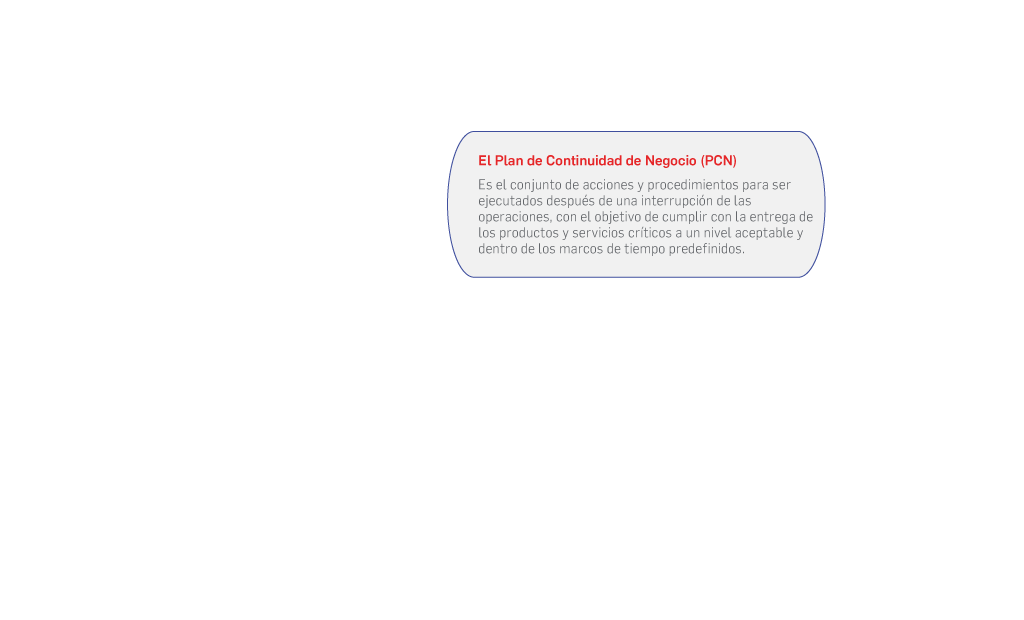 El Plan de Continuidad de Negocio (PCN)
Es el conjunto de acciones y procedimientos para ser
ejecutados después de una interrupción de las
operaciones, con el objetivo de cumplir con la entrega de
los productos y servicios críticos a un nivel aceptable y
dentro de los marcos de tiempo predefinidos.